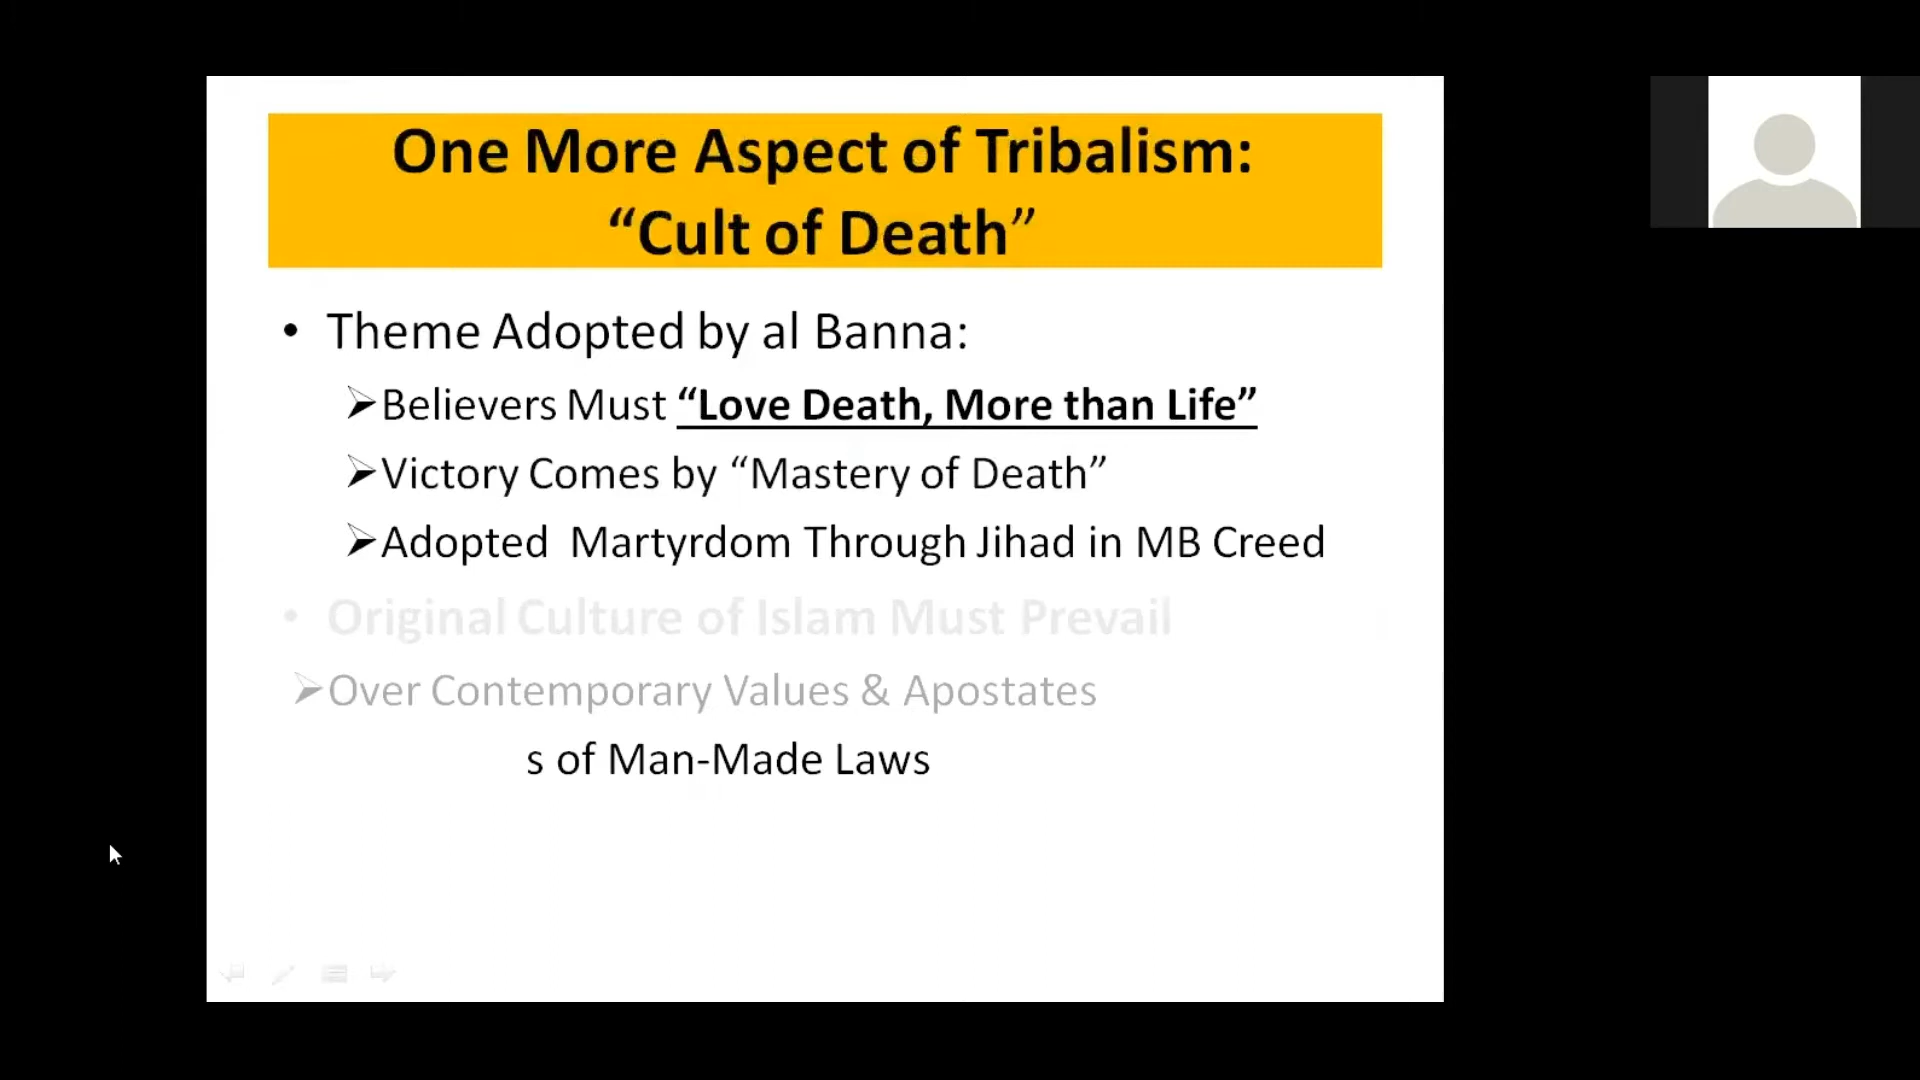 One More Aspect of Tribalism:
“Cult of Death”
• Theme Adopted by al Banna:
➢Believers Must “Love Death, More than Life”
➢Victory Comes by “Mastery of Death”
➢Adopted Martyrdom Through Jihad in MB Creed
• Original Culture of Islam Must Prevail
➢Over Contemporary Values & Apostates
s of Man-Made Laws